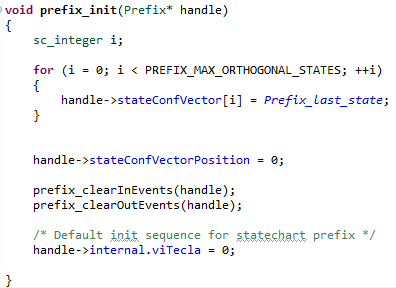 void prefix_init(Prefix* handle)
{
sc_integer i;
for (i = 0; i < PREFIX_MAX_ORTHOGONAL_STATES; ++i)
{
handle->stateConfVector[i] = Prefix_last_state;
}
handle->stateConfVectorPosition = 0;
prefix_clearInEvents(handle);
prefix_clearOutEvents(handle);
/* Default init sequence for statechart prefix */
handle->internal.viTecla = 0;
}